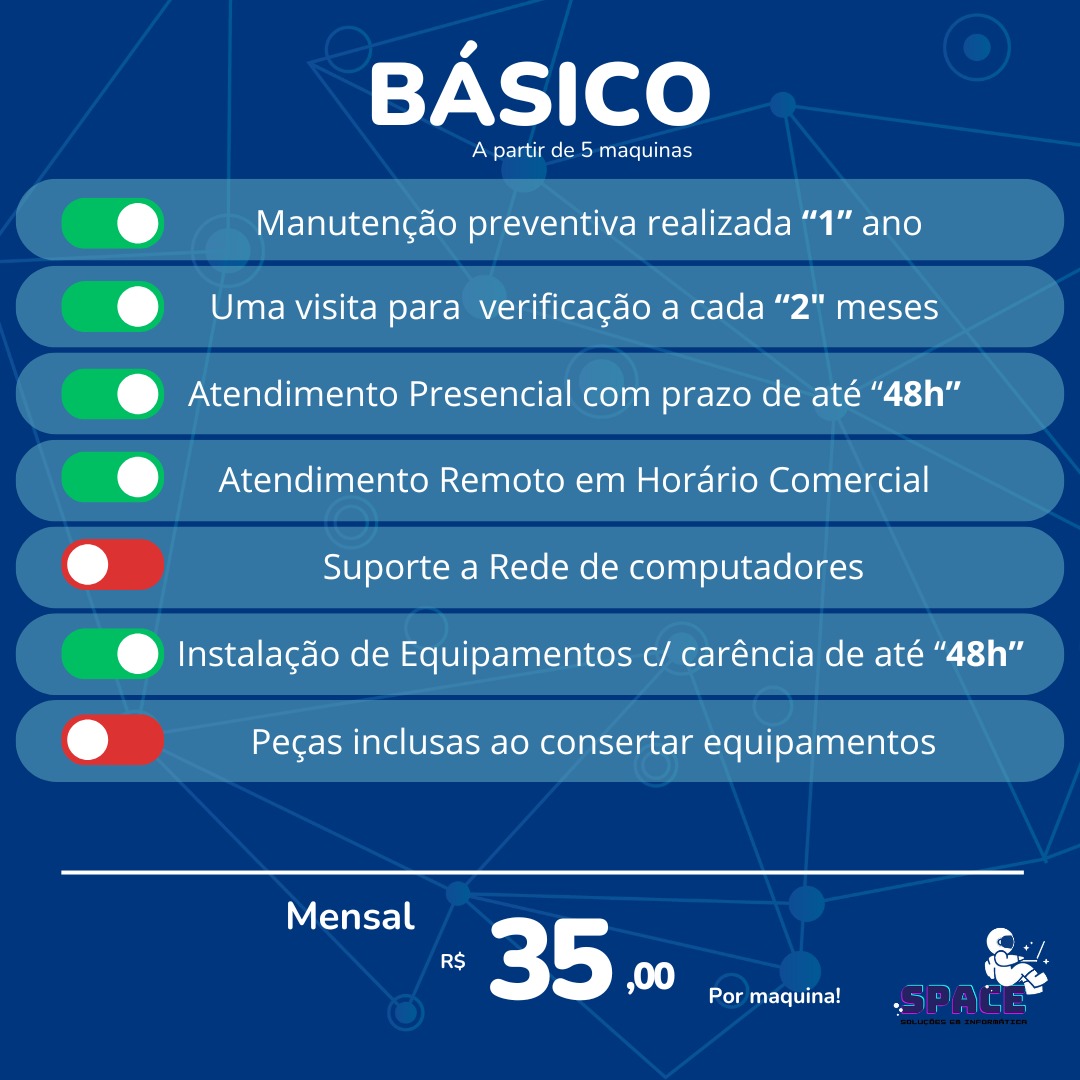 BÁSICO
A partir de 5 maquinas
Manutenção preventiva realizada “1” ano
Uma visita para  verificação a cada “2" meses
Atendimento Presencial com prazo de até “48h”
Atendimento Remoto em Horário Comercial
Suporte a Rede de computadores
Instalação de Equipamentos c/ carência de até “48h”
Peças inclusas ao consertar equipamentos
Mensal
R$ 35,00
Por maquina!
SPACE
SOLUÇÕES EM INFORMÁTICA